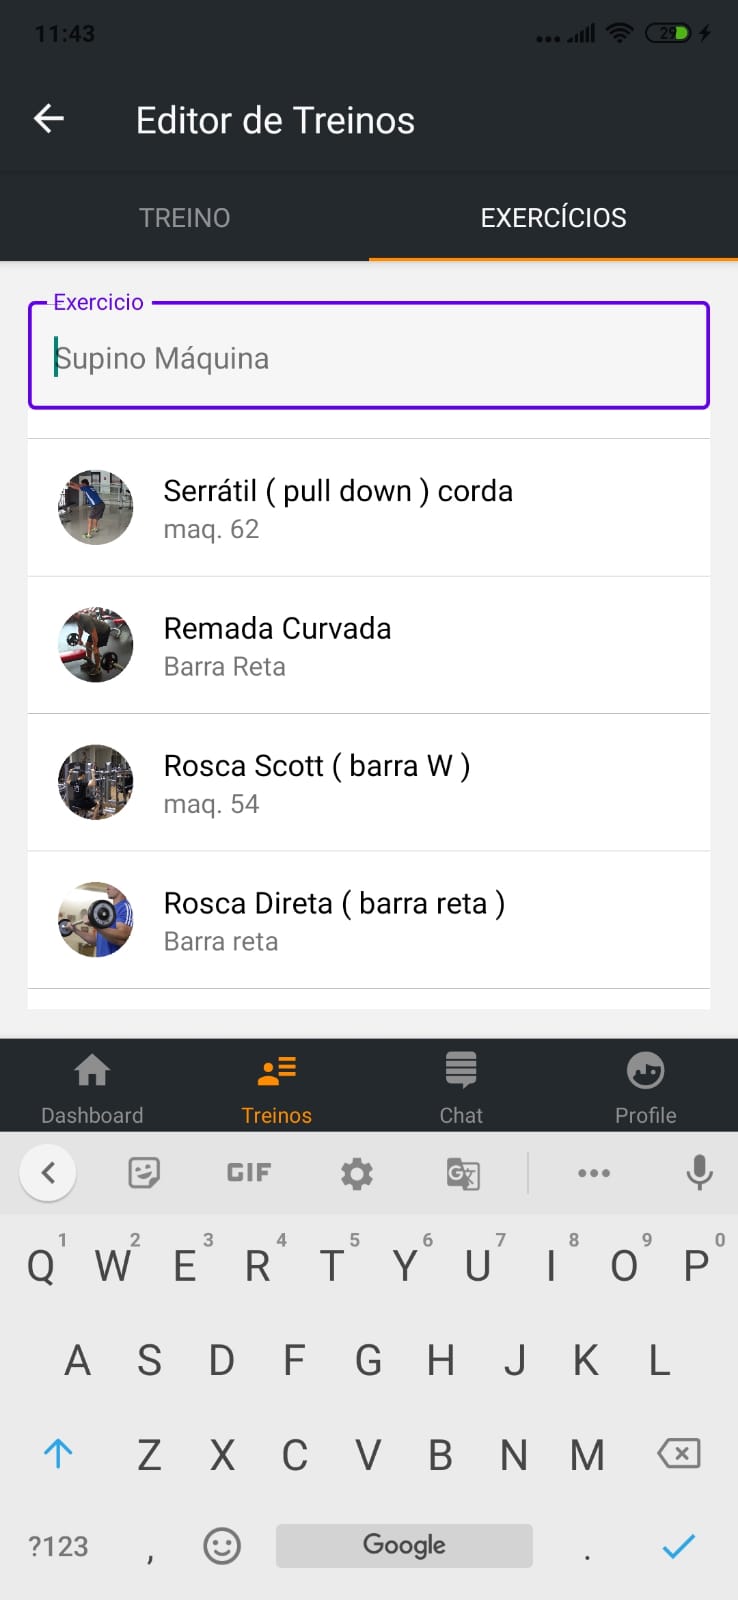 11:43
29
Editor de Treinos
TREINO
EXERCÍCIOS
Exercicio
Supino Máquina
Serrátil ( pull down ) corda
maq. 62
Remada Curvada
Barra Reta
Rosca Scott ( barra W )
maq. 54
Rosca Direta ( barra reta )
Barra reta
Dashboard
Treinos
Chat
Profile
GIF
G
1 2 3 4 5 6 7 8 9 0
Q W E R T Y U I O P
A S D F G H J K L
Z X C V B N M
?123 , Google .